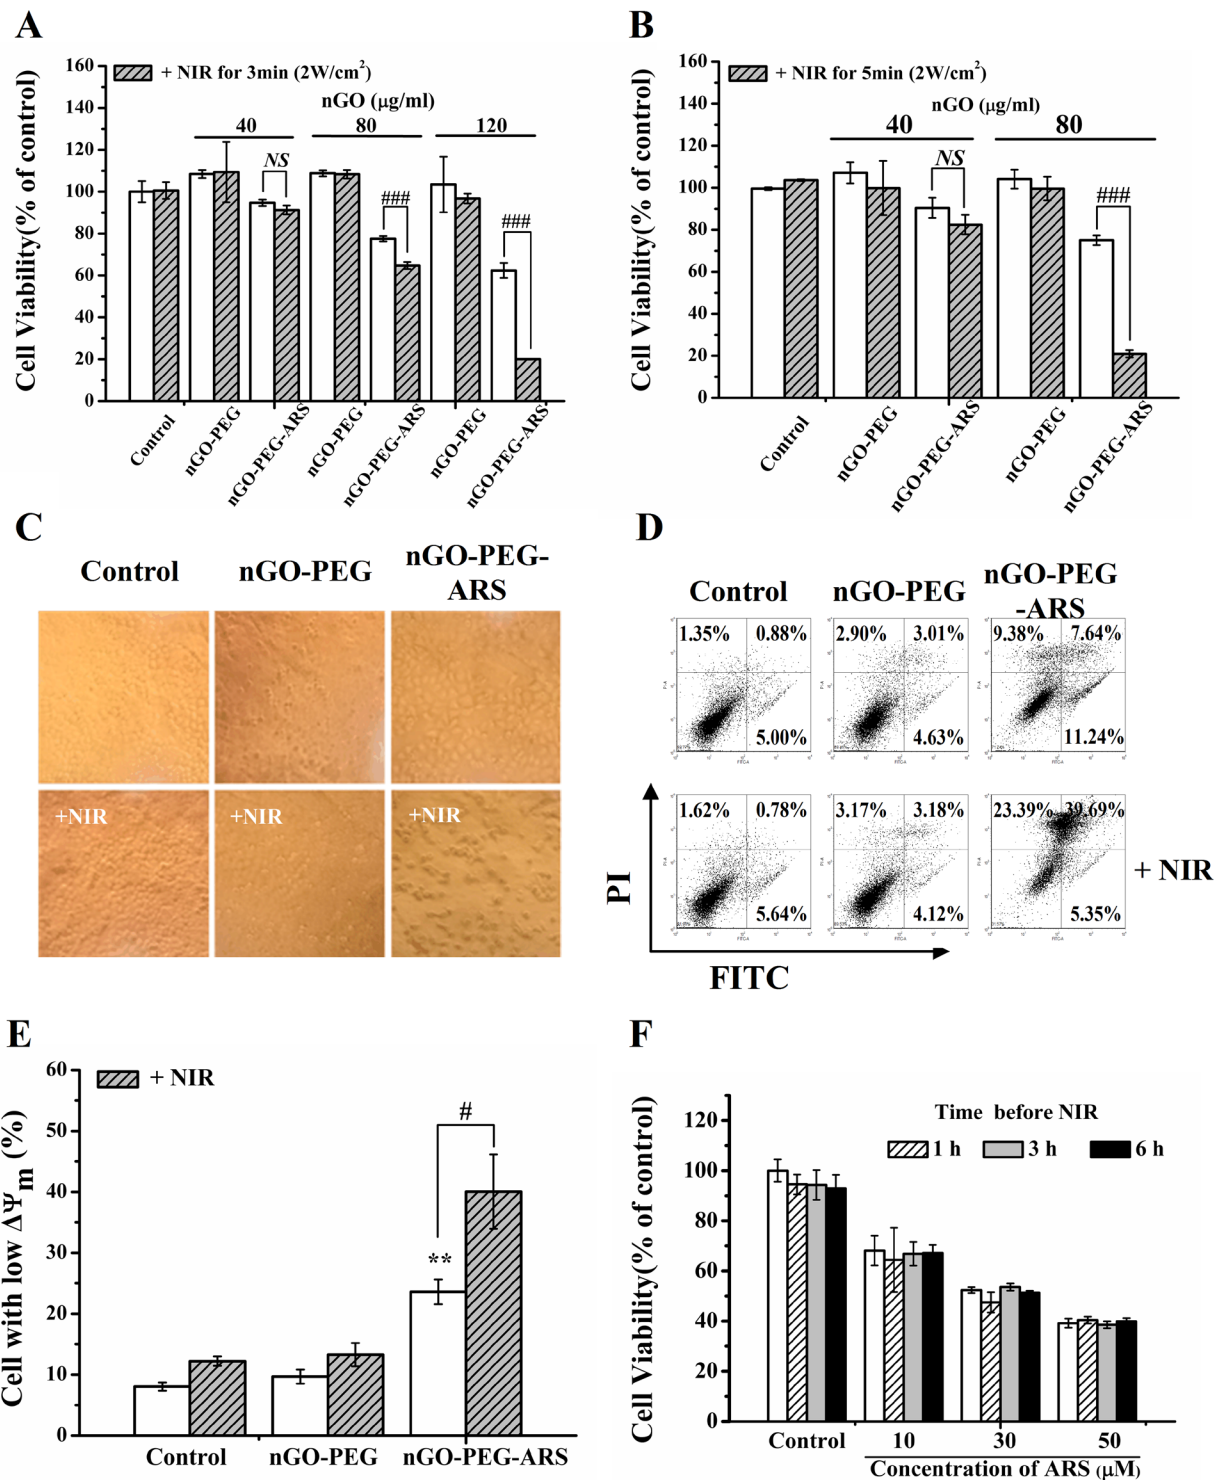 A
+ NIR for 3min (2W/cm²)
nGO (μg/ml)
40
80
120
NS
###
###
Cell Viability(% of control)
160
140
120
100
80
60
40
20
0
Control
nGO-PEG
nGO-PEG-ARS
nGO-PEG
nGO-PEG-ARS
nGO-PEG
nGO-PEG-ARS
B
+ NIR for 5min (2W/cm²)
nGO (μg/ml)
40
80
NS
###
Cell Viability(% of control)
160
140
120
100
80
60
40
20
0
Control
nGO-PEG
nGO-PEG-ARS
nGO-PEG
nGO-PEG-ARS
C
Control
nGO-PEG
nGO-PEG-
ARS
+NIR
+NIR
+NIR
D
Control
nGO-PEG
nGO-PEG
-ARS
1.35%
0.88%
5.00%
2.90%
3.01%
4.63%
9.38%
7.64%
11.24%
1.62%
0.78%
5.64%
3.17%
3.18%
4.12%
23.39%
39.69%
5.35%
+ NIR
PI
FITC
E
+ NIR
#
**
Cell with low ΔΨm (%)
60
50
40
30
20
10
0
Control
nGO-PEG
nGO-PEG-ARS
F
Time before NIR
1 h
3 h
6 h
Cell Viability(% of control)
120
100
80
60
40
20
0
Control
10
30
50
Concentration of ARS (μM)